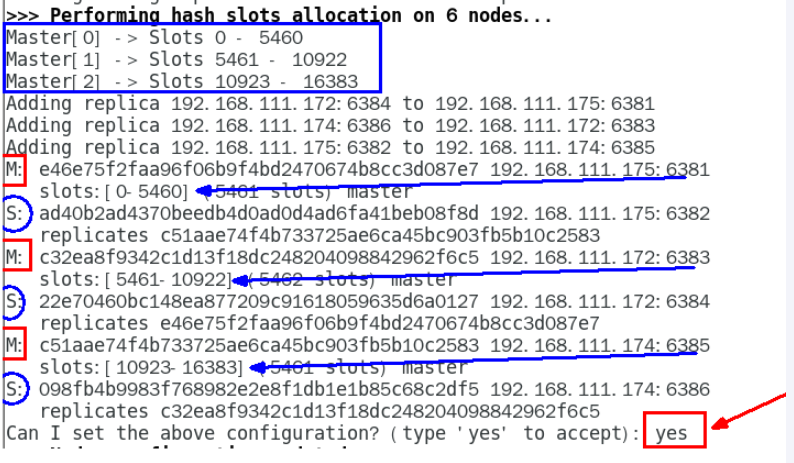 >>> Performing hash slots allocation on 6 nodes...
Master[0] -> Slots 0 - 5460
Master[1] -> Slots 5461 - 10922
Master[2] -> Slots 10923 - 16383
Adding replica 192.168.111.172:6384 to 192.168.111.175:6381
Adding replica 192.168.111.174:6386 to 192.168.111.172:6383
Adding replica 192.168.111.175:6382 to 192.168.111.174:6385
M: e46e75f2faa96f06b9f4bd2470674b8cc3d087e7 192.168.111.175:6381
slots:[0-5460] (5461 slots) master
S: ad40b2ad4370beedb4d0ad0d4ad6fa41beb08f8d 192.168.111.175:6382
replicates c51aae74f4b733725ae6ca45bc903fb5b10c2583
M: c32ea8f9342c1d13f18dc248204098842962f6c5 192.168.111.172:6383
slots:[5461-10922] (5462 slots) master
S: 22e70460bc148ea877209c91618059635d6a0127 192.168.111.172:6384
replicates e46e75f2faa96f06b9f4bd2470674b8cc3d087e7
M: c51aae74f4b733725ae6ca45bc903fb5b10c2583 192.168.111.174:6385
slots:[10923-16383] (5461 slots) master
S: 098fb4b9983f768982e2e8f1db1e1b85c68c2df5 192.168.111.174:6386
replicates c32ea8f9342c1d13f18dc248204098842962f6c5
Can I set the above configuration? (type 'yes' to accept): yes